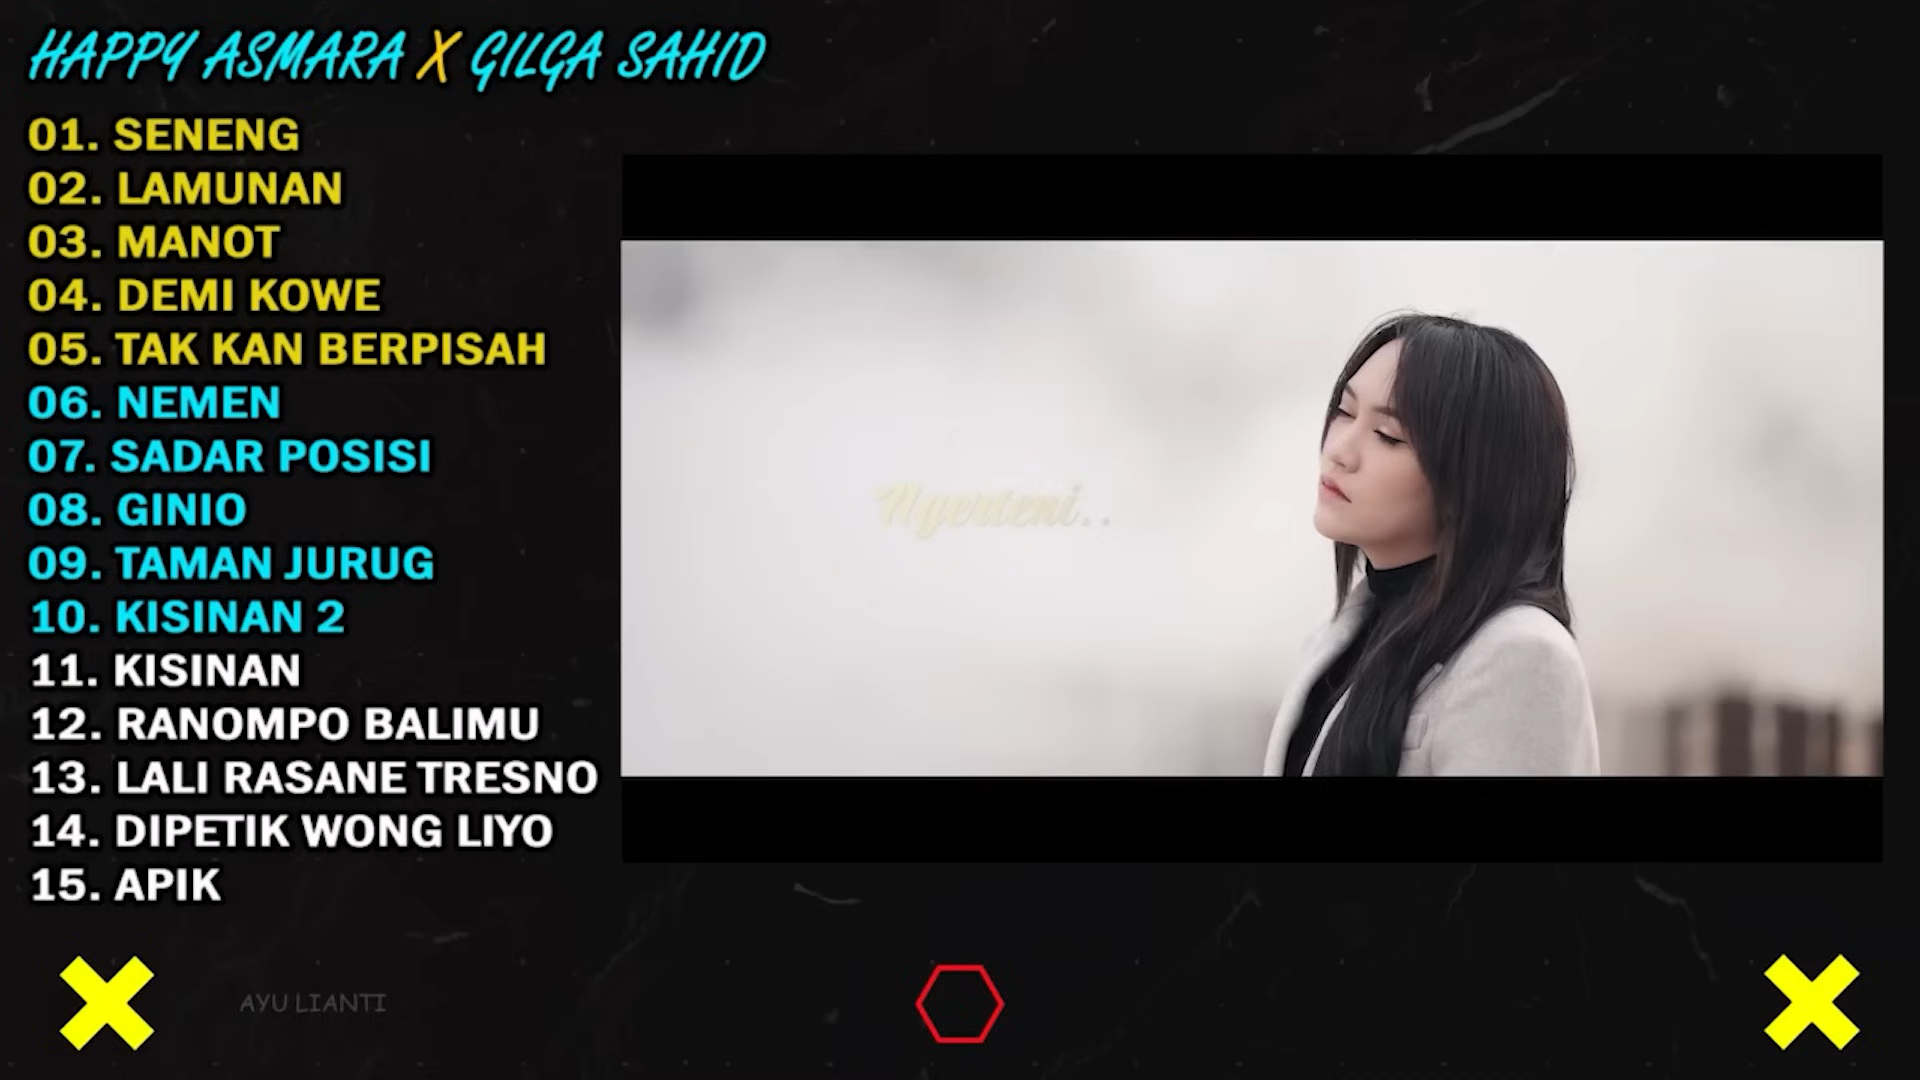 HAPPY ASMARA X GILGA SAHID
01. SENENG
02. LAMUNAN
03. MANOT
04. DEMI KOWE
05. TAK KAN BERPISAH
06. NEMEN
07. SADAR POSISI
08. GINIO
09. TAMAN JURUG
10. KISINAN 2
11. KISINAN
12. RANOMPO BALIMU
13. LALI RASANE TRESNO
14. DIPETIK WONG LIYO
15. APIK
Nyerteni..
AYU LIANTI